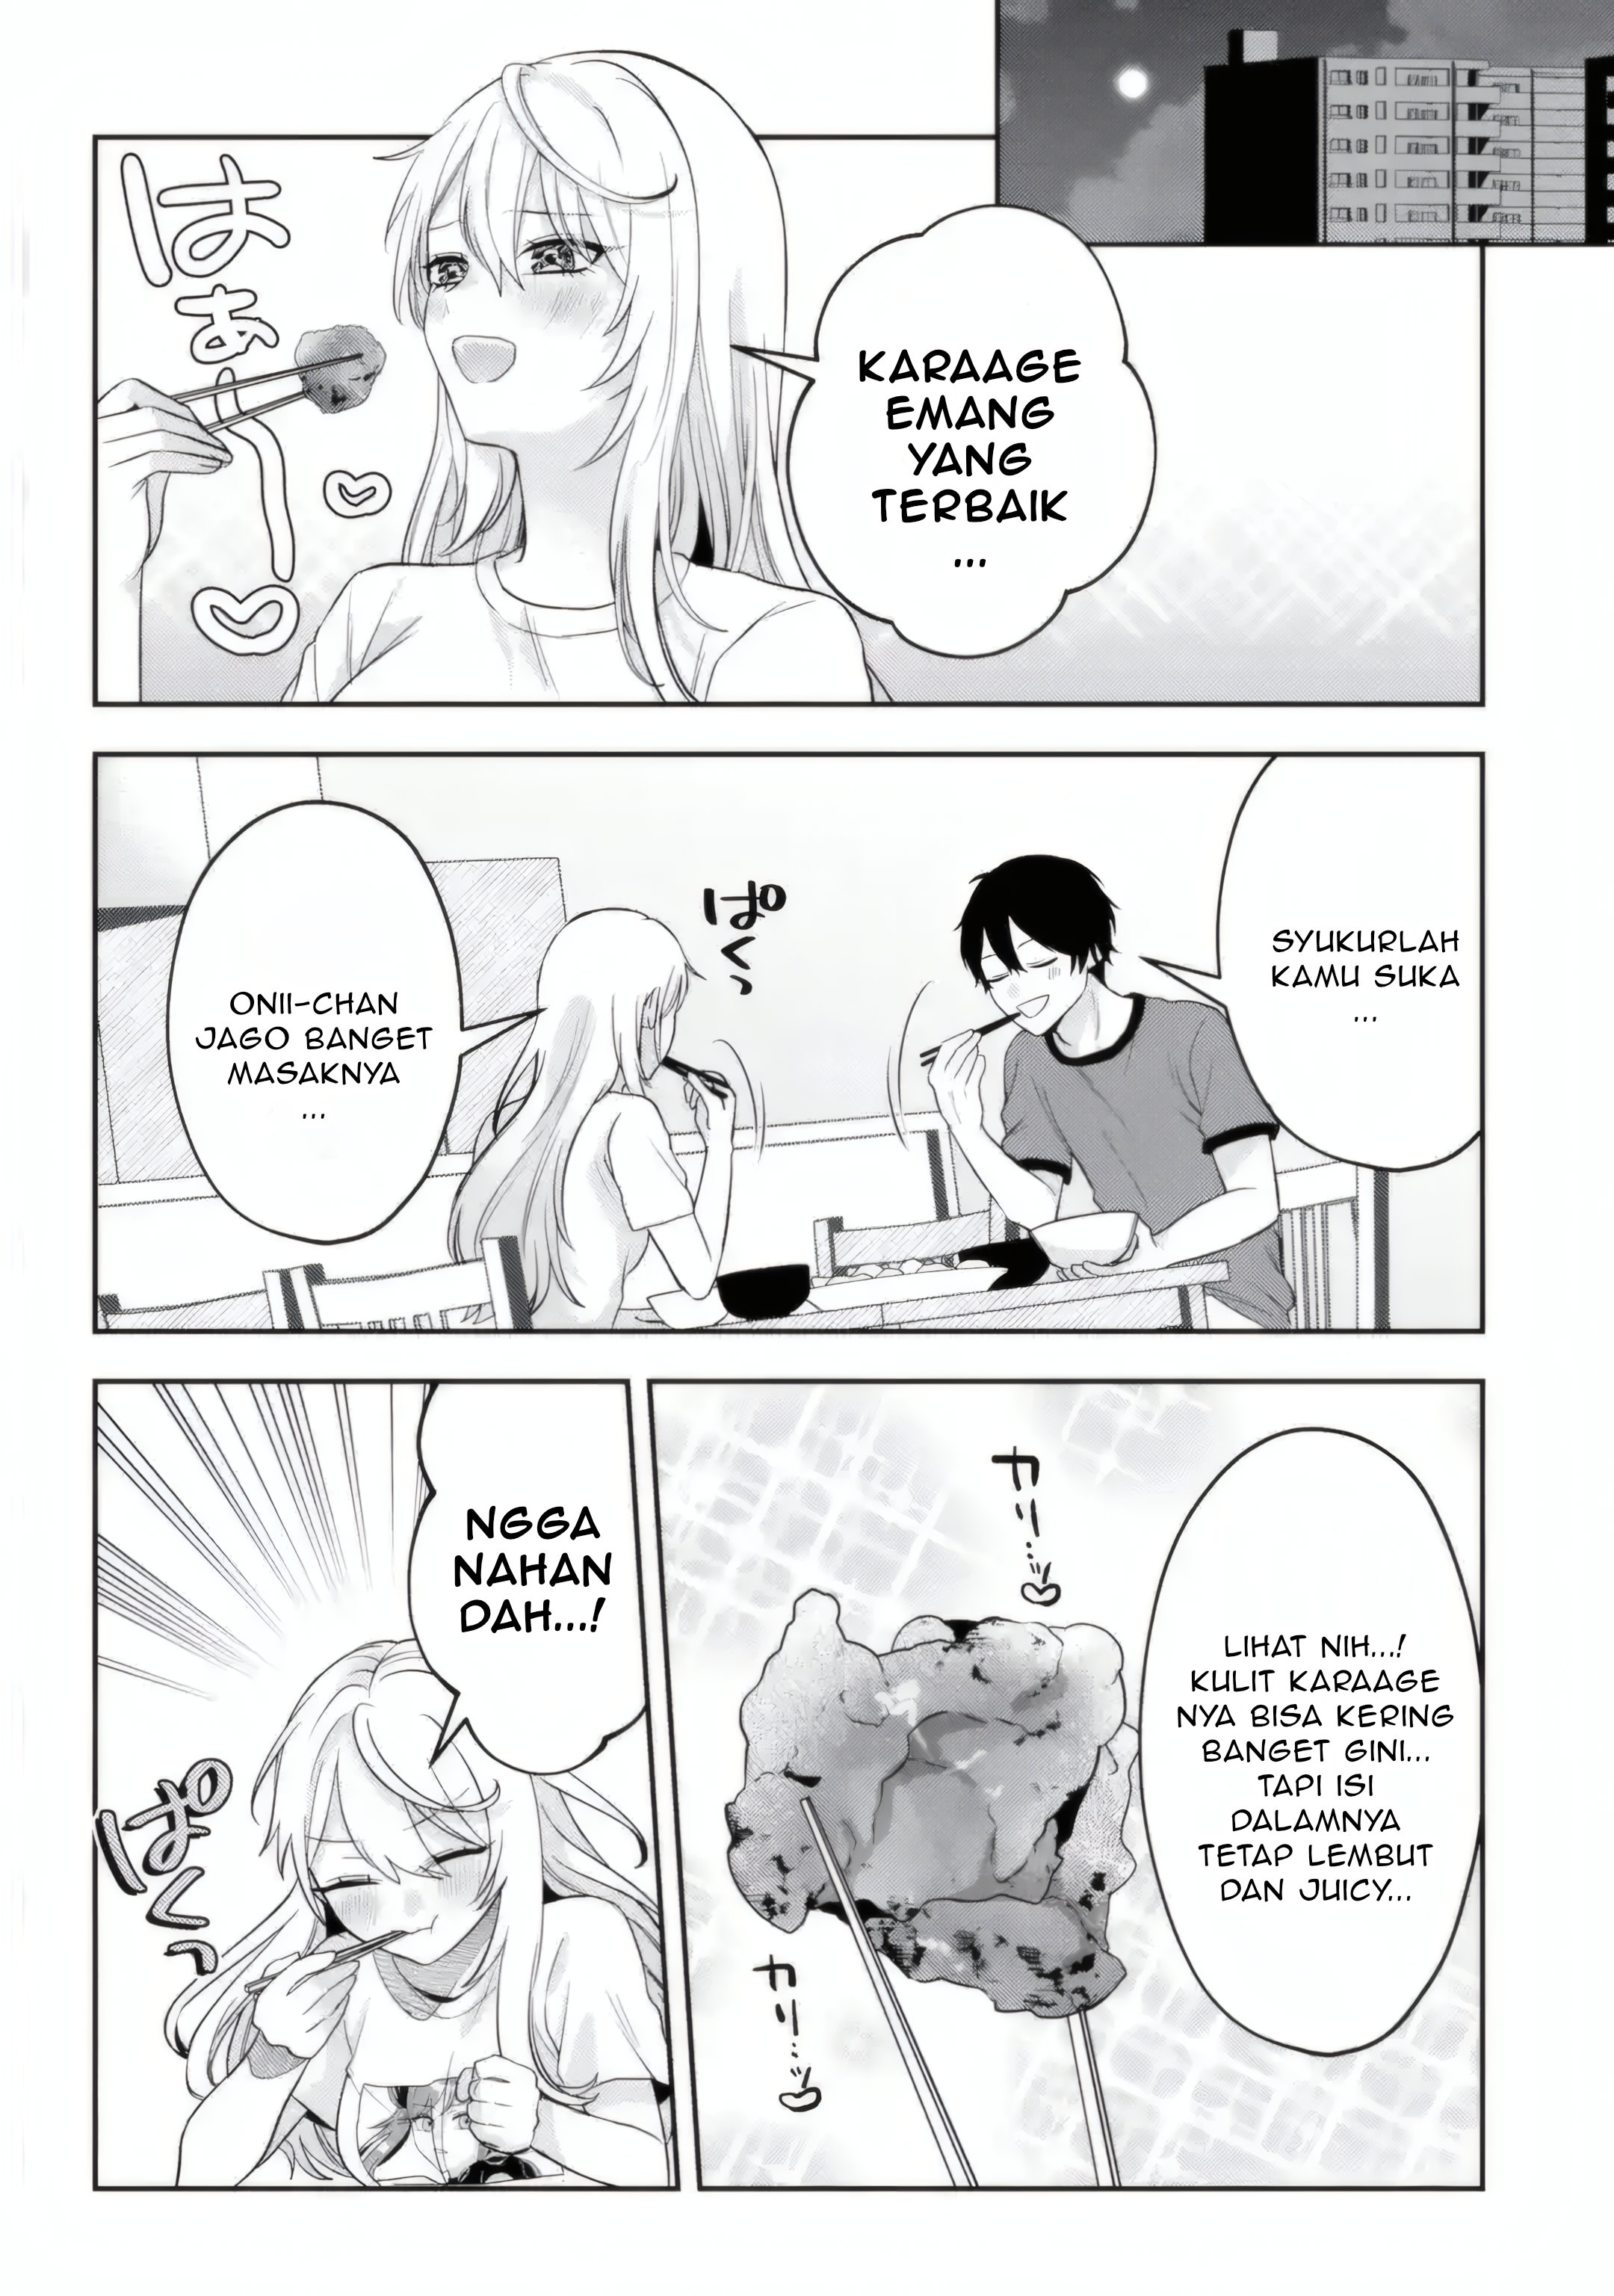 KARAAGE
EMANG
YANG
TERBAIK
...
はぁーー
SYUKURLAH
KAMU SUKA
...
ぱくっ
ONII-CHAN
JAGO BANGET
MASAKNYA
...
LIHAT NIH...!
KULIT KARAAGE
NYA BISA KERING
BANGET GINI...
TAPI ISI
DALAMNYA
TETAP LEMBUT
DAN JUICY...
カリ…
カリ…
NGGA
NAHAN
DAH...!
ぱくっ